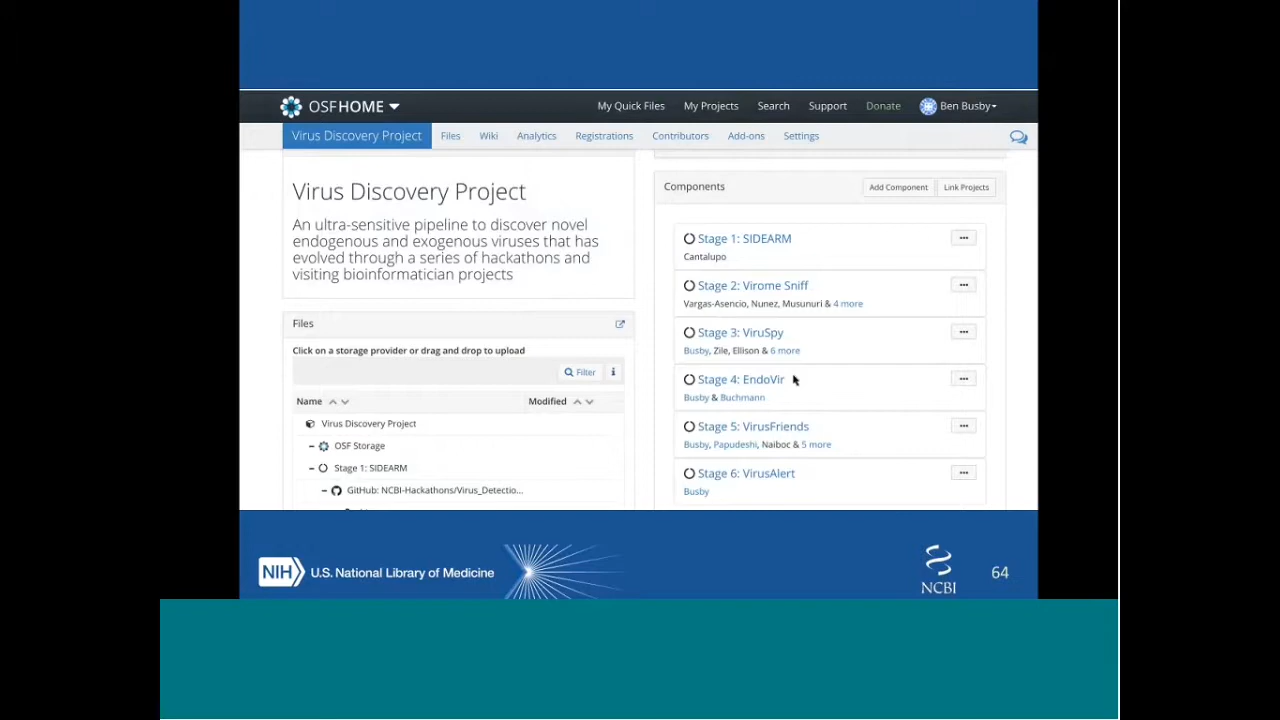 OSFHOME
My Quick Files
My Projects
Search
Support
Donate
Ben Busby
Virus Discovery Project
Files
Wiki
Analytics
Registrations
Contributors
Add-ons
Settings
Virus Discovery Project
An ultra-sensitive pipeline to discover novel
endogenous and exogenous viruses that has
evolved through a series of hackathons and
visiting bioinformatician projects
Files
Click on a storage provider or drag and drop to upload
Filter
i
Name
Modified
Virus Discovery Project
OSF Storage
Stage 1: SIDEARM
GitHub: NCBI-Hackathons/Virus_Detectio...
Components
Add Component
Link Projects
Stage 1: SIDEARM
Cantalupo
Stage 2: Virome Sniff
Vargas-Asencio, Nunez, Musunuri & 4 more
Stage 3: ViruSpy
Busby, Zile, Ellison & 6 more
Stage 4: EndoVir
Busby & Buchmann
Stage 5: VirusFriends
Busby, Papudeshi, Naiboc & 5 more
Stage 6: VirusAlert
Busby
NIH U.S. National Library of Medicine
NCBI
64